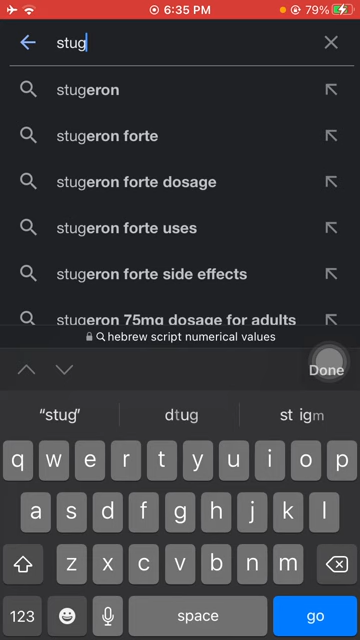 6:35 PM 79%
stug
stugeron
stugeron forte
stugeron forte dosage
stugeron forte uses
stugeron forte side effects
stugeron 75mg dosage for adults
hebrew script numerical values
Done
"stug" dtug st igm
q w e r t y u i o p
a s d f g h j k l
z x c v b n m
123 space go